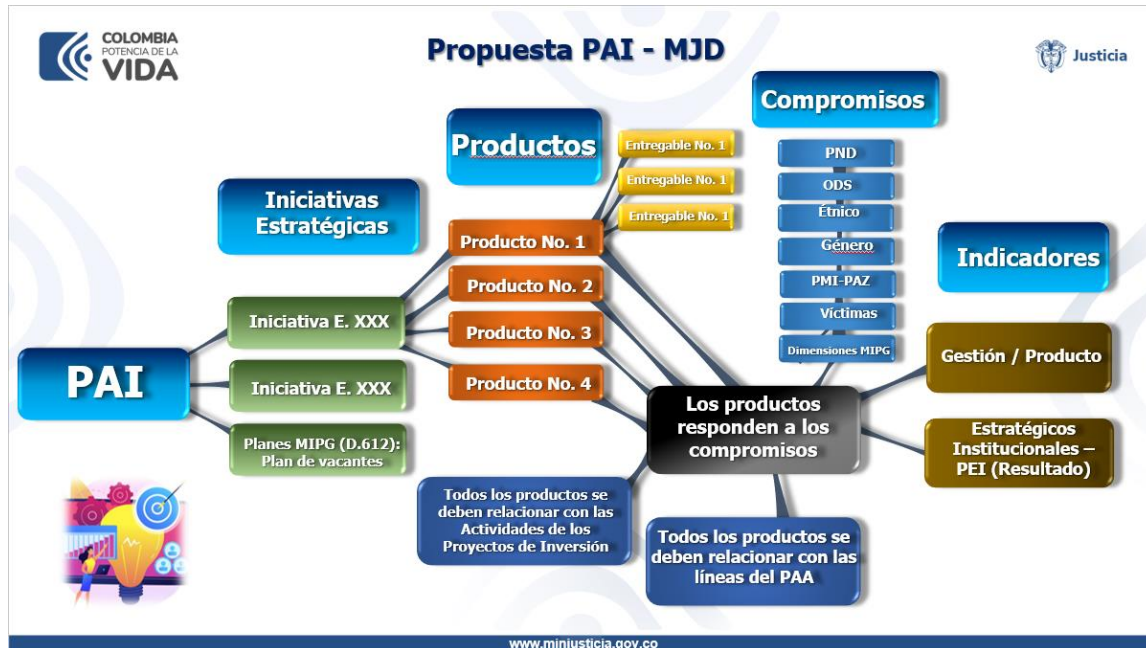 COLOMBIA
POTENCIA DE LA
VIDA
Propuesta PAI - MJD
Justicia
Compromisos
Productos
Entregable No. 1
Entregable No. 1
Entregable No. 1
PND
ODS
Étnico
Género
PMI-PAZ
Víctimas
Dimensiones MIPG
Iniciativas
Estratégicas
Indicadores
Producto No. 1
Producto No. 2
Producto No. 3
Producto No. 4
Iniciativa E. XXX
Iniciativa E. XXX
Planes MIPG (D.612):
Plan de vacantes
PAI
Los productos
responden a los
compromisos
Gestión / Producto
Estratégicos
Institucionales –
PEI (Resultado)
Todos los productos se
deben relacionar con las
Actividades de los
Proyectos de Inversión
Todos los productos se
deben relacionar con las
líneas del PAA
www.minjusticia.gov.co